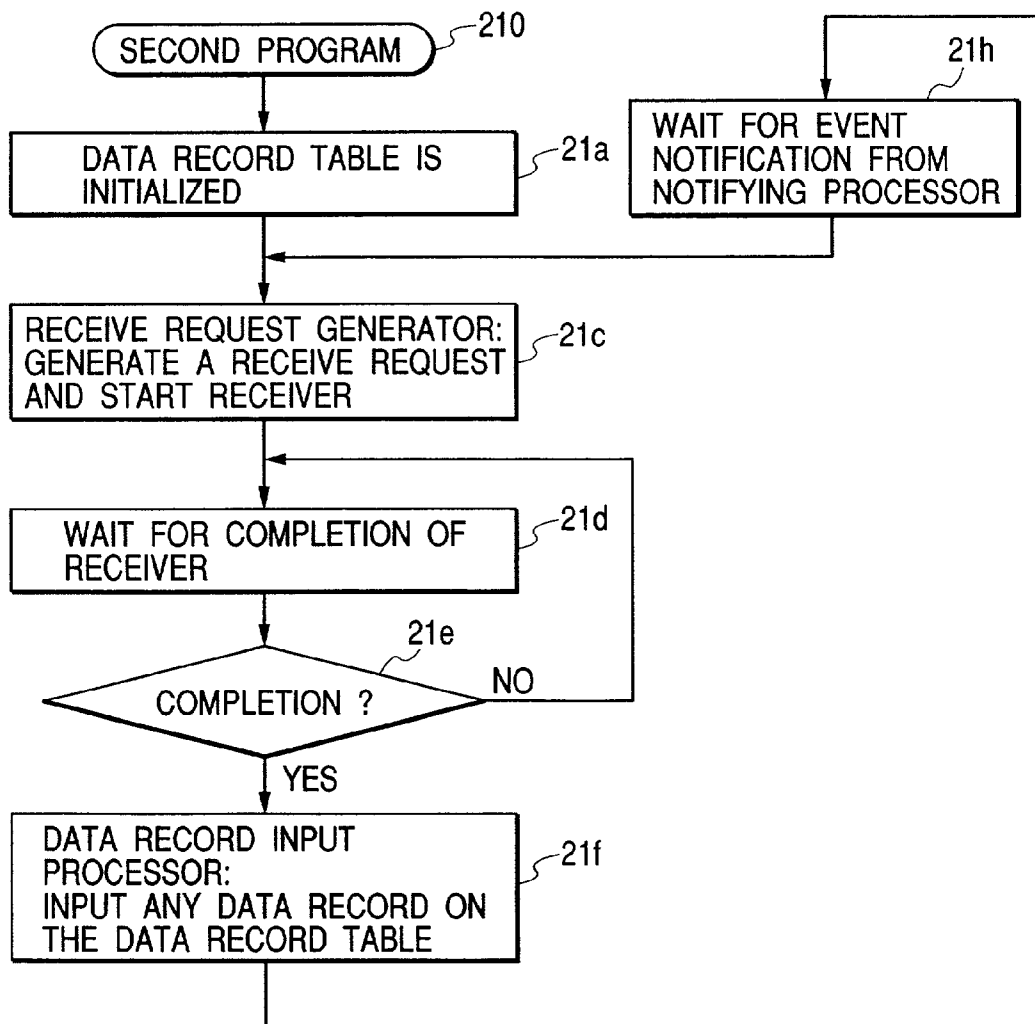 SECOND PROGRAM
210
DATA RECORD TABLE IS
INITIALIZED
21a
21h
WAIT FOR EVENT
NOTIFICATION FROM
NOTIFYING PROCESSOR
RECEIVE REQUEST GENERATOR:
GENERATE A RECEIVE REQUEST
AND START RECEIVER
21c
WAIT FOR COMPLETION OF
RECEIVER
21d
21e
COMPLETION ?
NO
YES
DATA RECORD INPUT
PROCESSOR:
INPUT ANY DATA RECORD ON
THE DATA RECORD TABLE
21f